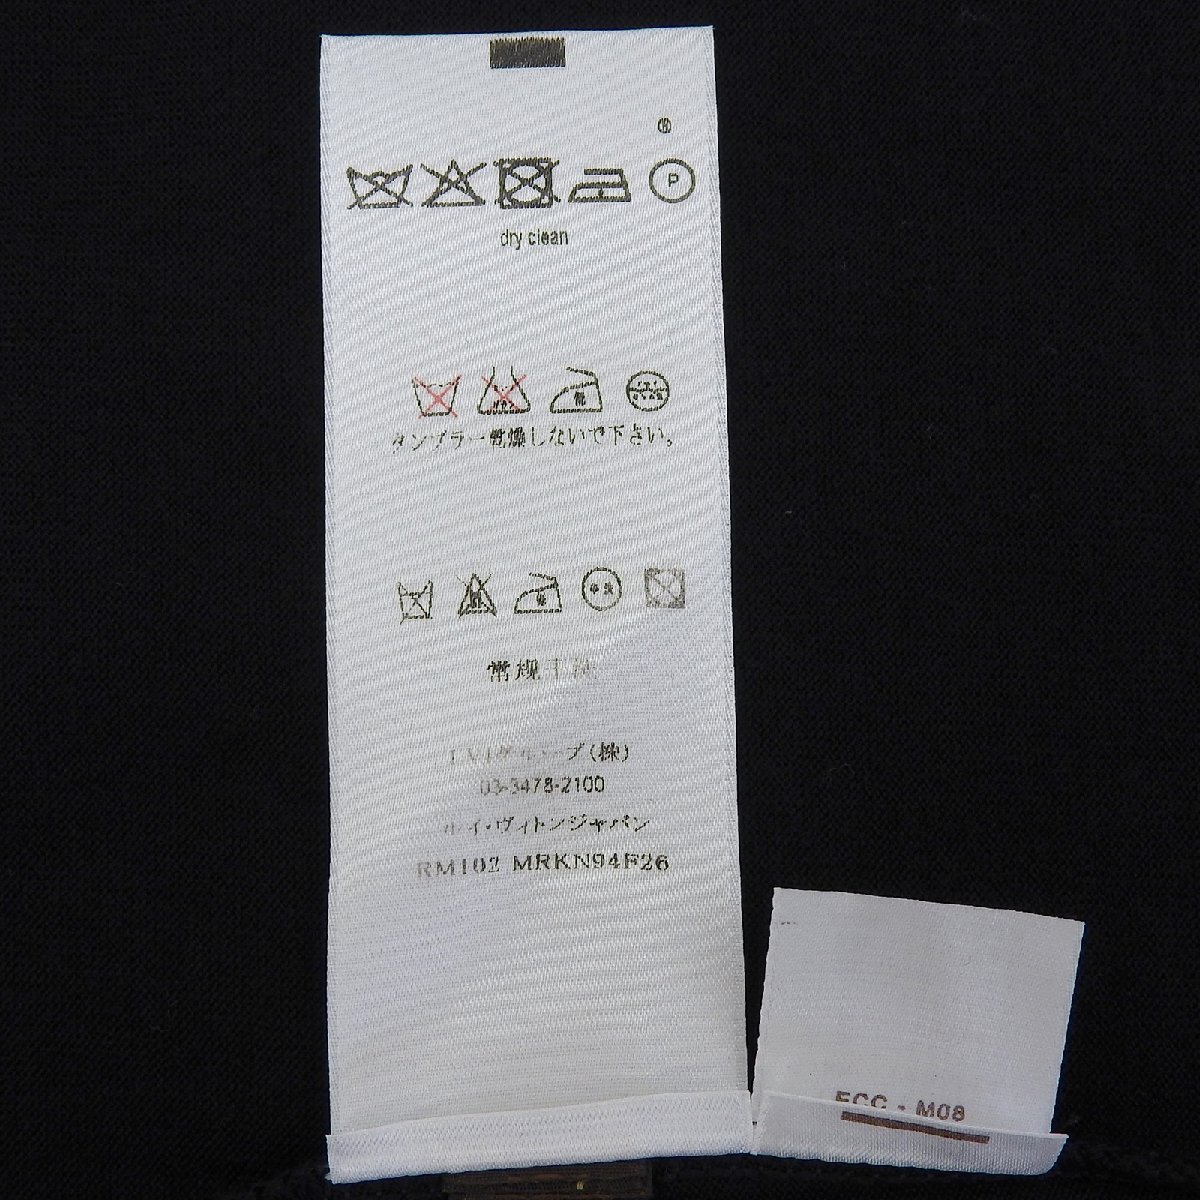 P
dry clean
タンブラー乾燥しないで下さい。
常规干洗
LVJグループ(株)
03-3478-2100
ルイ・ヴィトンジャパン
RM102 MRKN94F26
FCC - M08